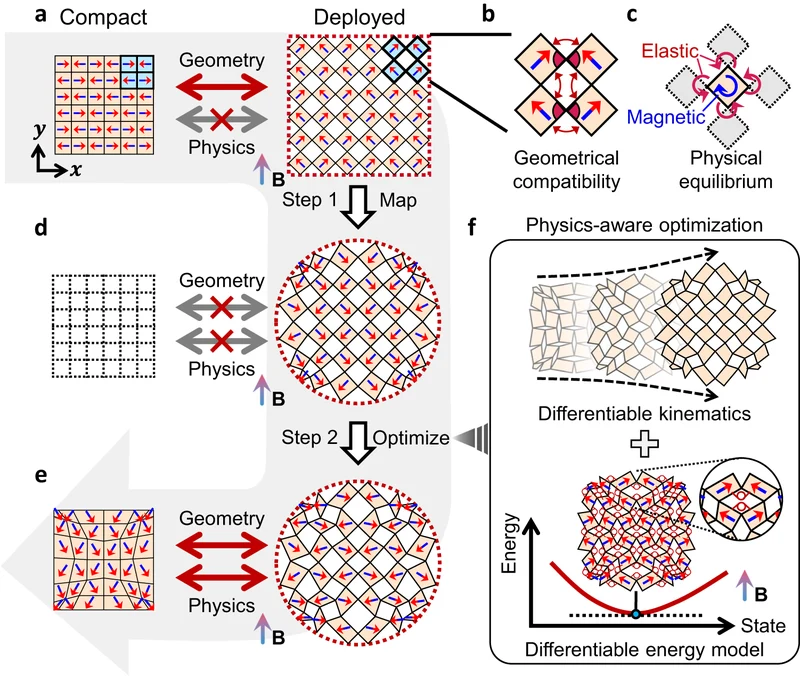 a
Compact
Deployed
y
x
Geometry
Physics
B
b
Geometrical
compatibility
c
Elastic
Magnetic
Physical
equilibrium
Step 1
Map
d
Geometry
Physics
B
Step 2
Optimize
e
Geometry
Physics
B
f
Physics-aware optimization
Differentiable kinematics
Energy
B
State
Differentiable energy model